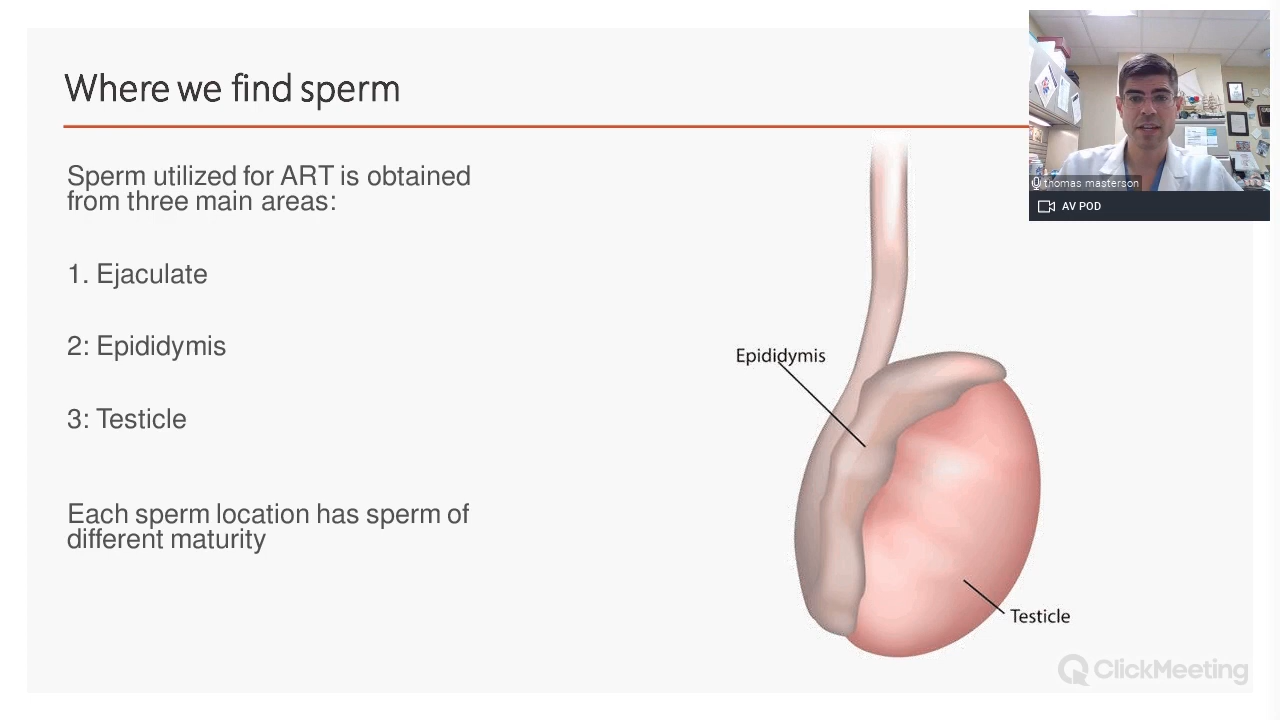 Where we find sperm
Sperm utilized for ART is obtained
from three main areas:
1. Ejaculate
2: Epididymis
3: Testicle
Each sperm location has sperm of
different maturity
Epididymis
Testicle
thomas masterson
AV POD
ClickMeeting